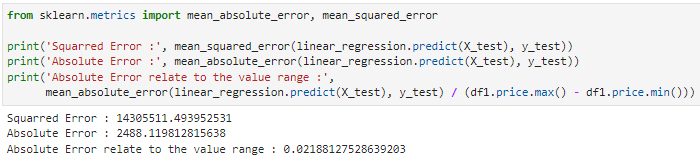 from sklearn.metrics import mean_absolute_error, mean_squared_error
print('Squarred Error :', mean_squared_error(linear_regression.predict(X_test), y_test))
print('Absolute Error :', mean_absolute_error(linear_regression.predict(X_test), y_test))
print('Absolute Error relate to the value range :',
mean_absolute_error(linear_regression.predict(X_test), y_test) / (df1.price.max() - df1.price.min()))
Squarred Error : 14305511.493952531
Absolute Error : 2488.119812815638
Absolute Error relate to the value range : 0.02188127528639203